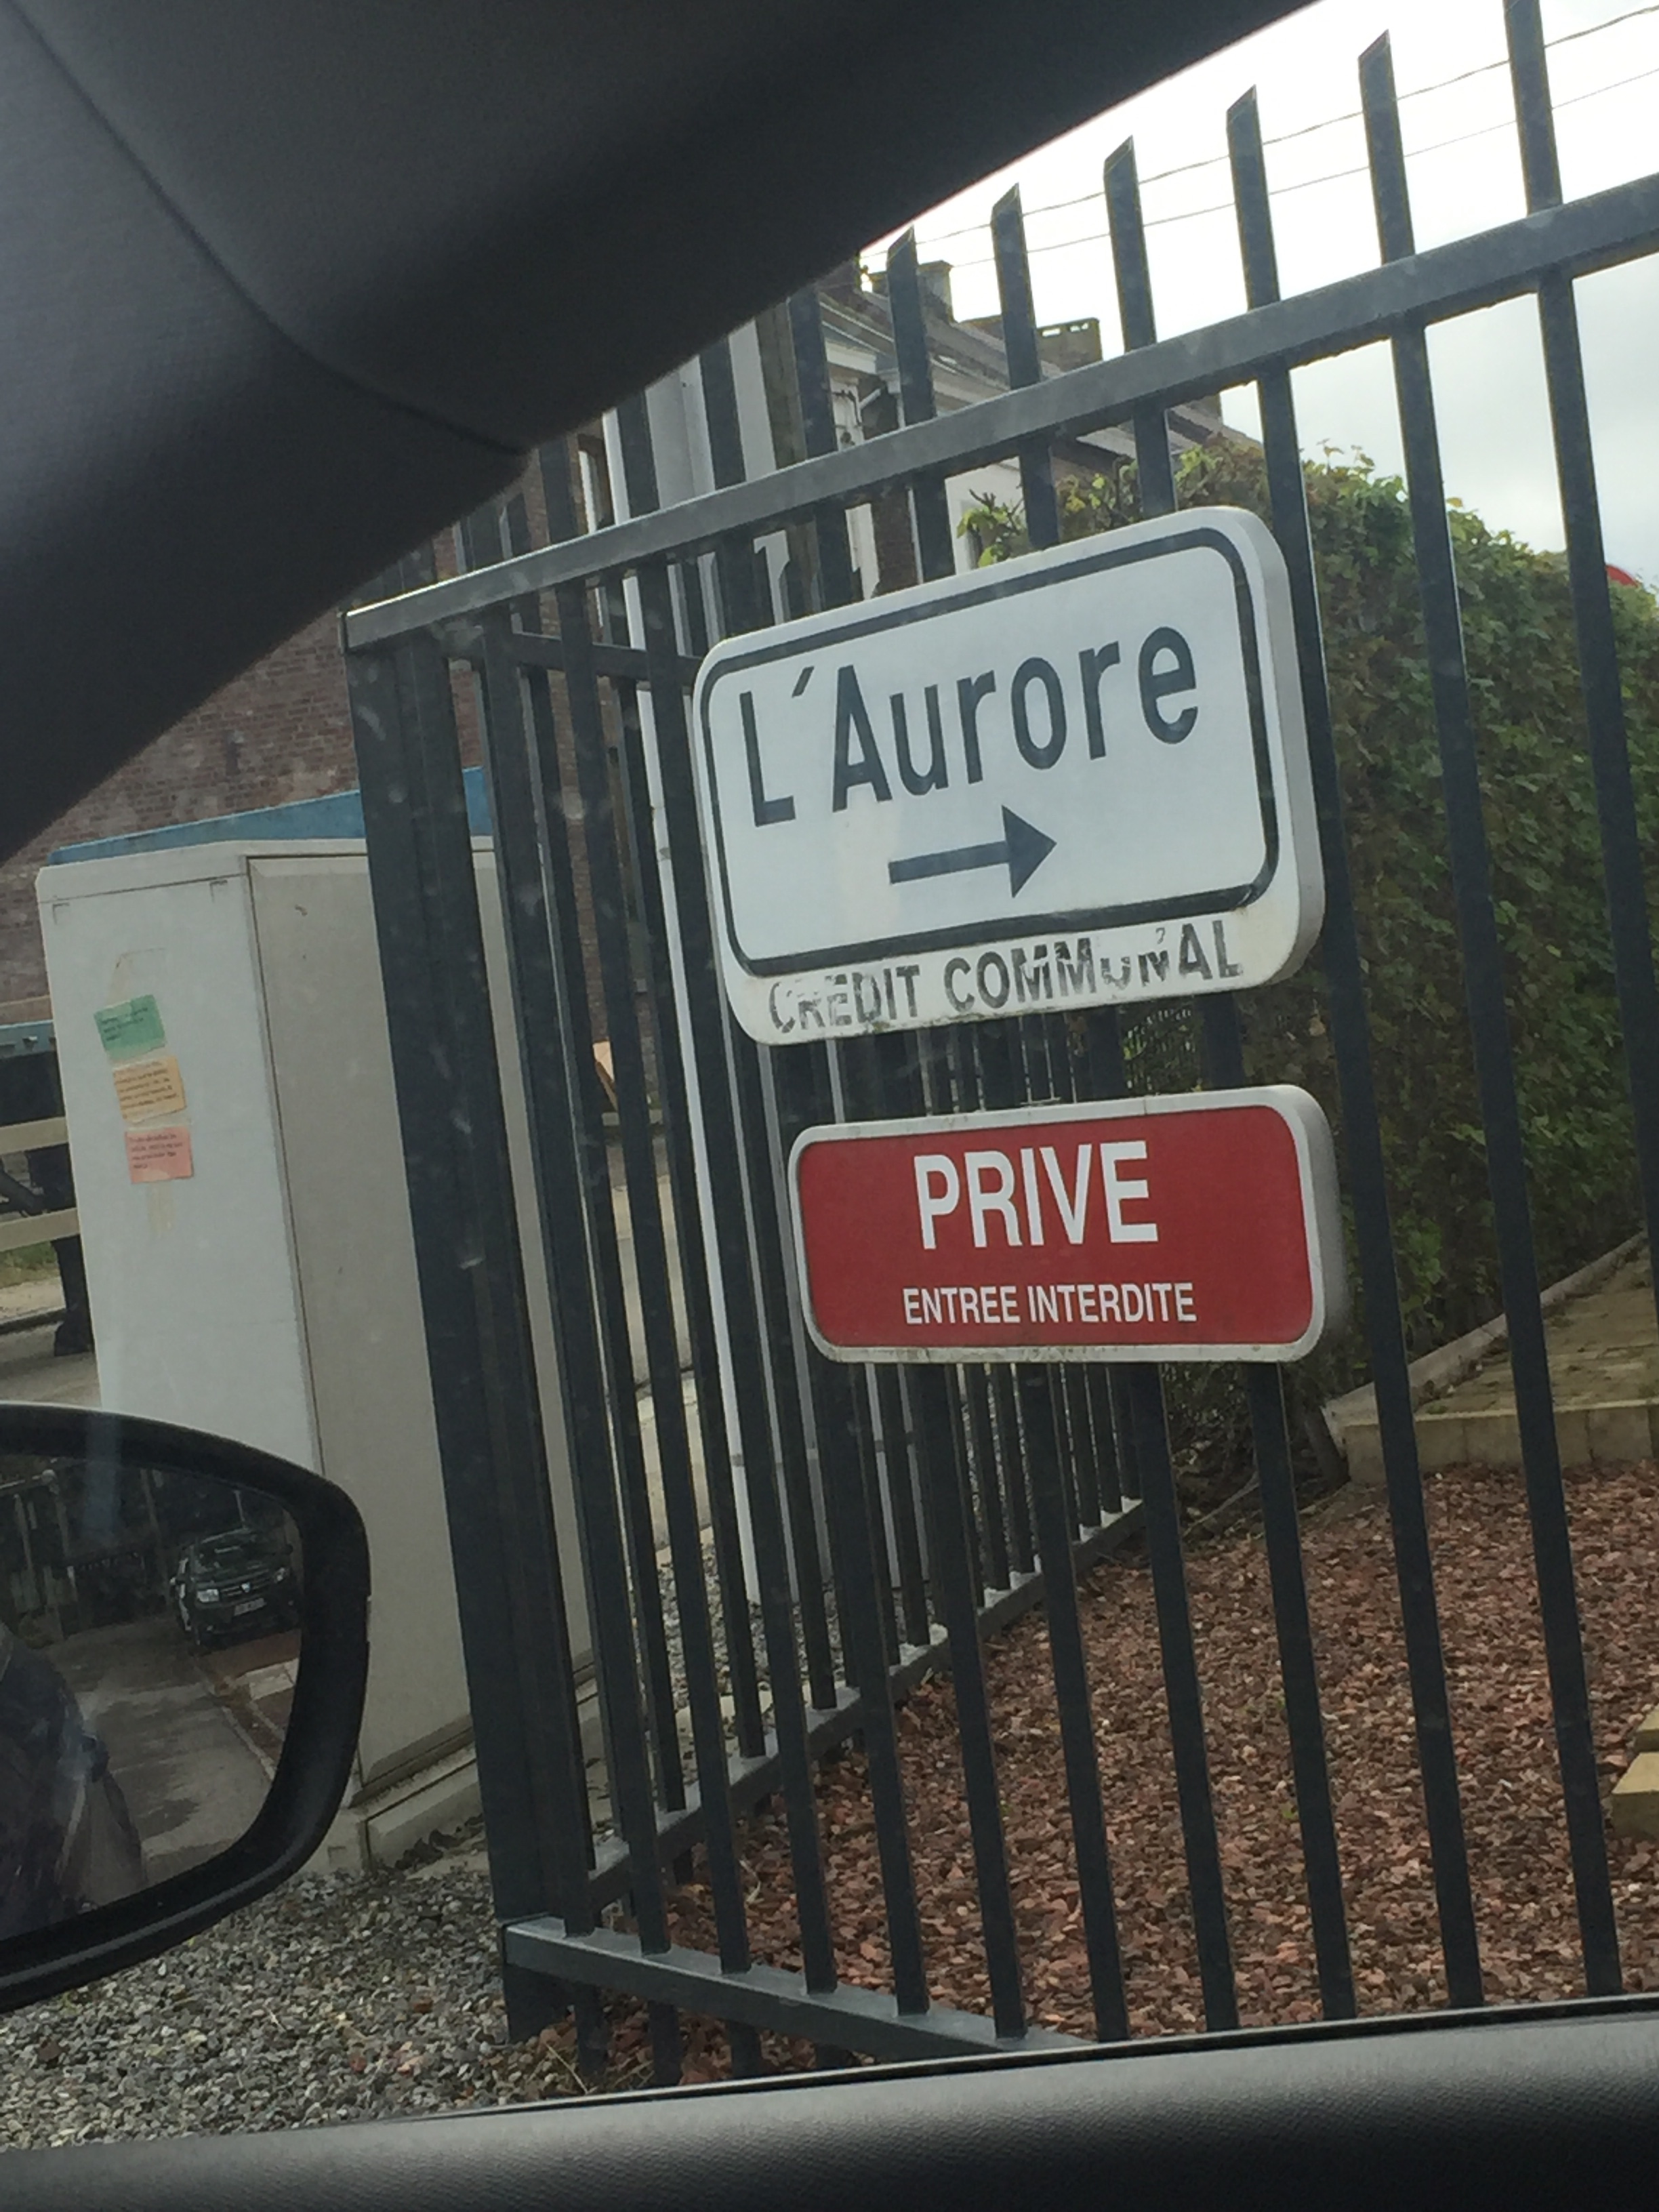 L'Aurore
CREDIT COMMUNAL
PRIVE
ENTREE INTERDITE